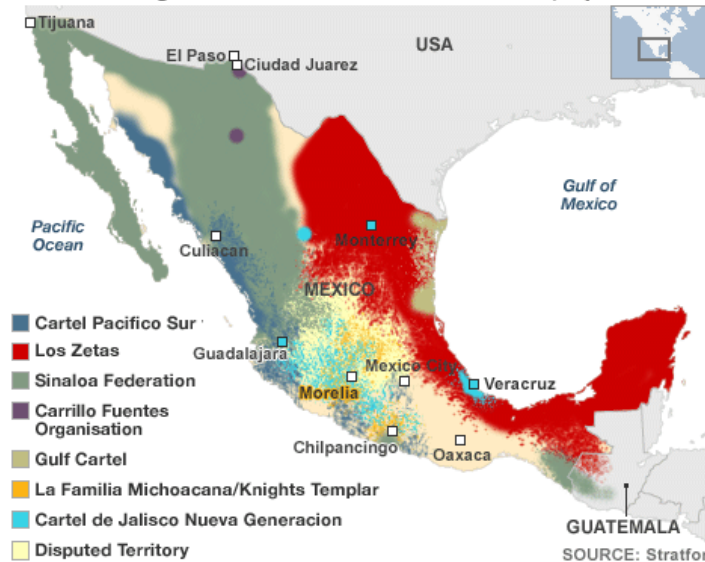 Tijuana
El Paso
USA
Ciudad Juarez
Gulf of
Mexico
Pacific
Ocean
Culiacan
Monterrey
MEXICO
Cartel Pacifico Sur
Los Zetas
Guadalajara
Mexico City
Veracruz
Sinaloa Federation
Morelia
Carrillo Fuentes
Organisation
Chilpancingo
Oaxaca
Gulf Cartel
La Familia Michoacana/Knights Templar
Cartel de Jalisco Nueva Generacion
GUATEMALA
Disputed Territory
SOURCE: Stratfor